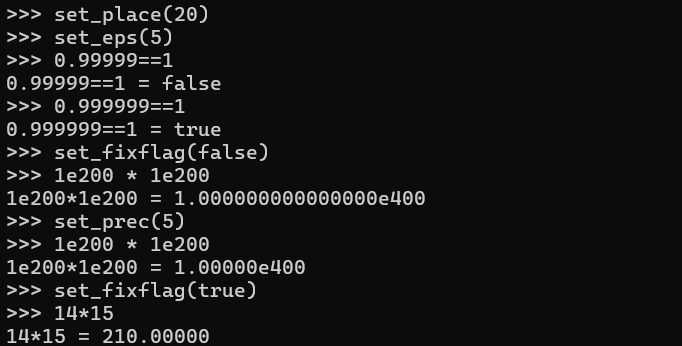 >>> set_place(20)
>>> set_eps(5)
>>> 0.99999==1
0.99999==1 = false
>>> 0.999999==1
0.999999==1 = true
>>> set_fixflag(false)
>>> 1e200 * 1e200
1e200*1e200 = 1.000000000000000e400
>>> set_prec(5)
>>> 1e200 * 1e200
1e200*1e200 = 1.00000e400
>>> set_fixflag(true)
>>> 14*15
14*15 = 210.00000